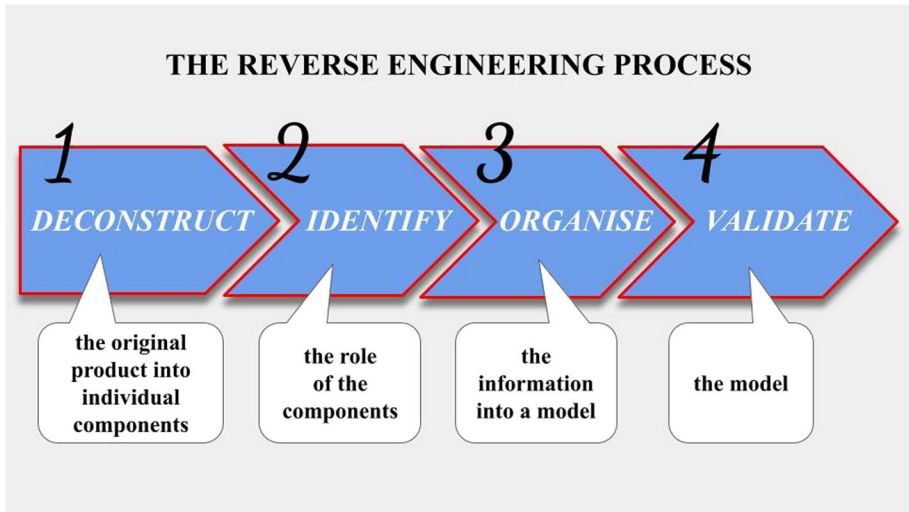 THE REVERSE ENGINEERING PROCESS
1
DECONSTRUCT
the original
product into
individual
components
2
IDENTIFY
the role
of the
components
3
ORGANISE
the
information
into a model
4
VALIDATE
the model